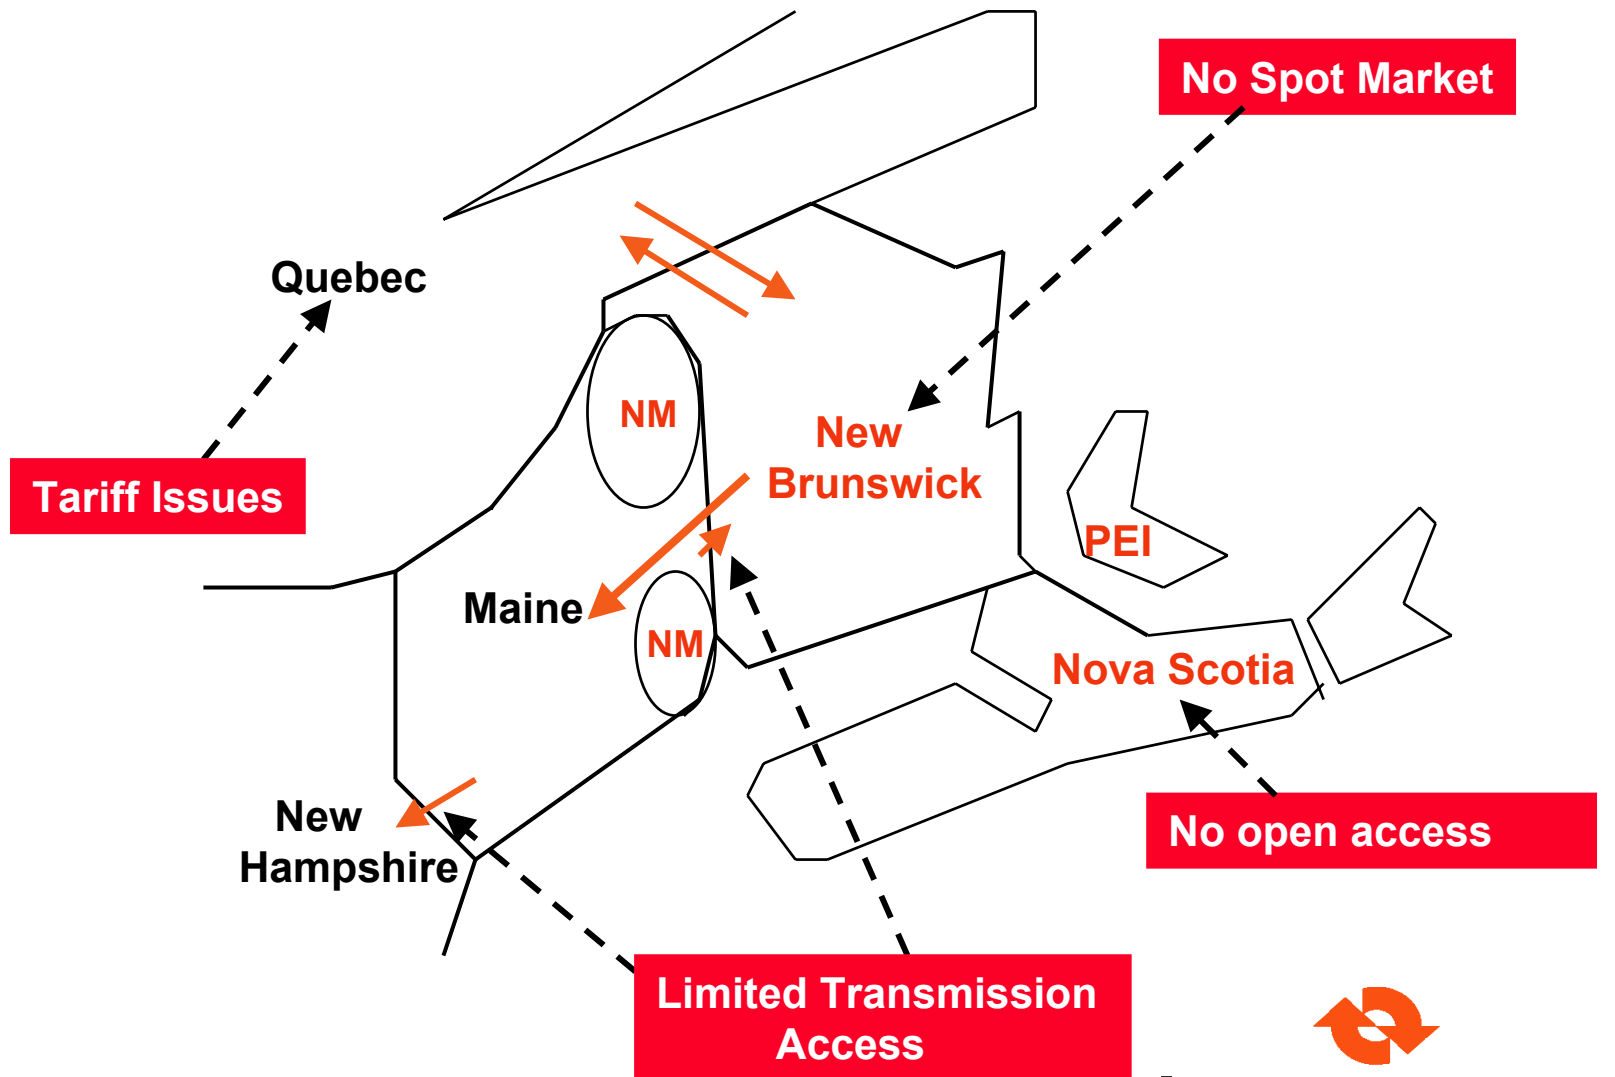 No Spot Market
Quebec
NM
New
Brunswick
Tariff Issues
PEI
Maine
NM
Nova Scotia
New
Hampshire
No open access
Limited Transmission
Access